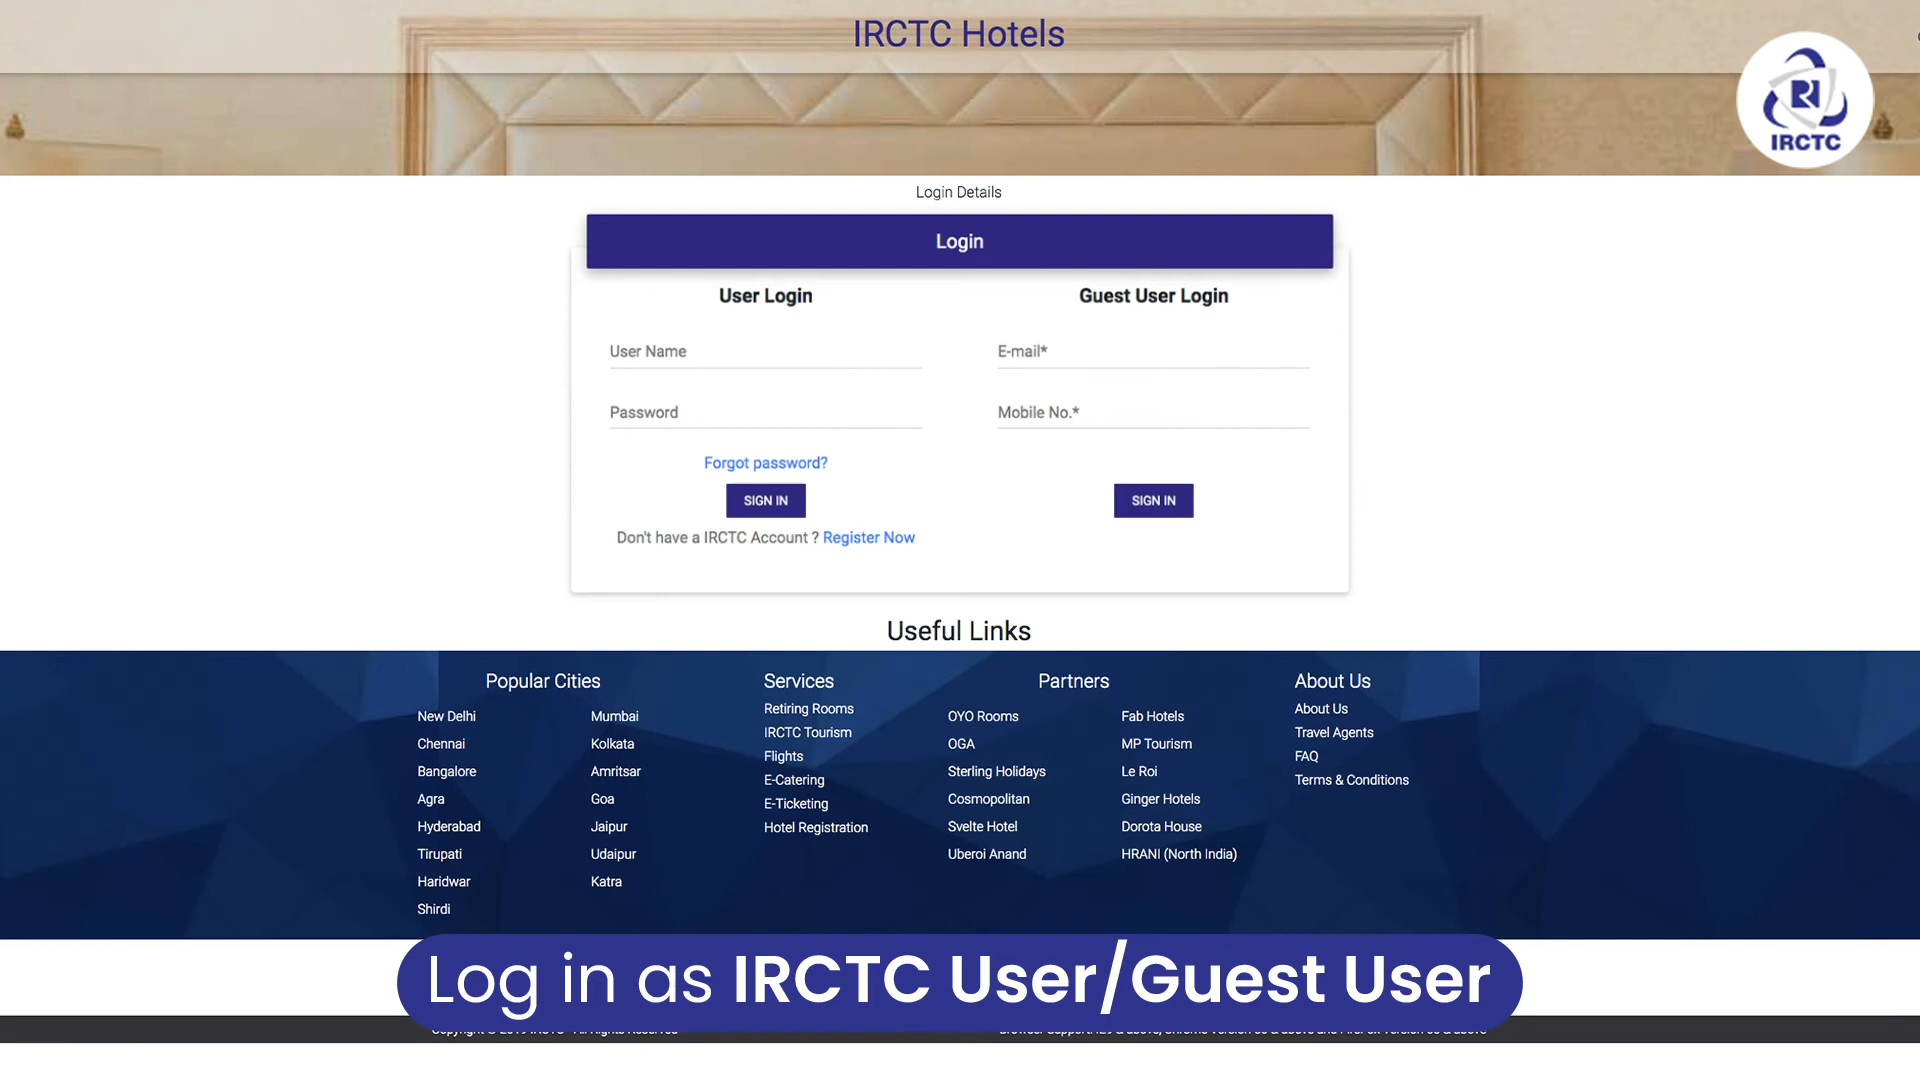 IRCTC Hotels
IRCTC
Login Details
Login
User Login
User Name
Password
Forgot password?
SIGN IN
Don't have a IRCTC Account ? Register Now
Guest User Login
E-mail*
Mobile No.*
SIGN IN
Useful Links
Popular Cities
New Delhi
Chennai
Bangalore
Agra
Hyderabad
Tirupati
Haridwar
Shirdi
Mumbai
Kolkata
Amritsar
Goa
Jaipur
Udaipur
Katra
Services
Retiring Rooms
IRCTC Tourism
Flights
E-Catering
E-Ticketing
Hotel Registration
Partners
OYO Rooms
OGA
Sterling Holidays
Cosmopolitan
Svelte Hotel
Uberoi Anand
Fab Hotels
MP Tourism
Le Roi
Ginger Hotels
Dorota House
HRANI (North India)
About Us
About Us
Travel Agents
FAQ
Terms & Conditions
Log in as IRCTC User/Guest User